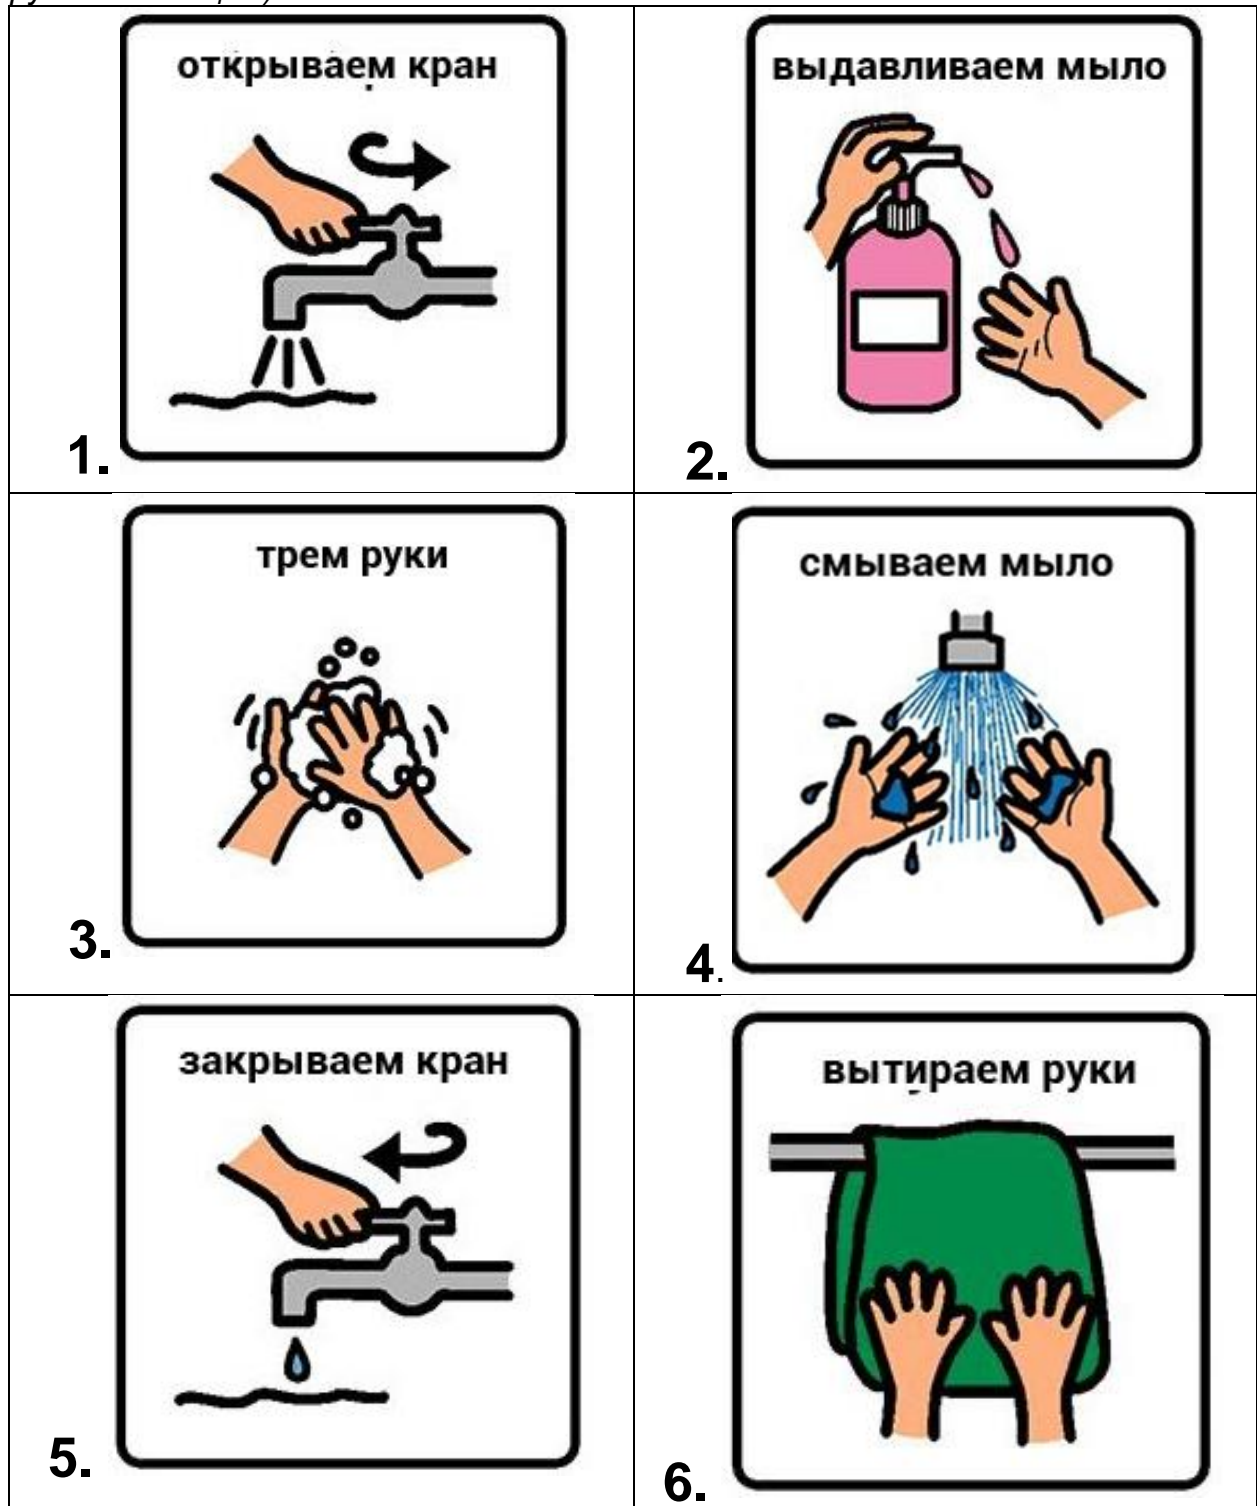 открываем кран
1.
выдавливаем мыло
2.
трем руки
3.
смываем мыло
4.
закрываем кран
5.
вытираем руки
6.